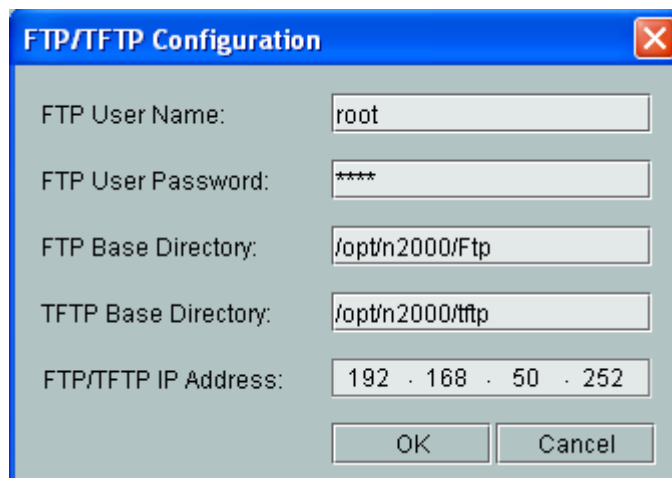 FTP/TFTP Configuration
FTP User Name: root
FTP User Password: ****
FTP Base Directory: /opt/n2000/Ftp
TFTP Base Directory: /opt/n2000/tftp
FTP/TFTP IP Address: 192 . 168 . 50 . 252
OK Cancel